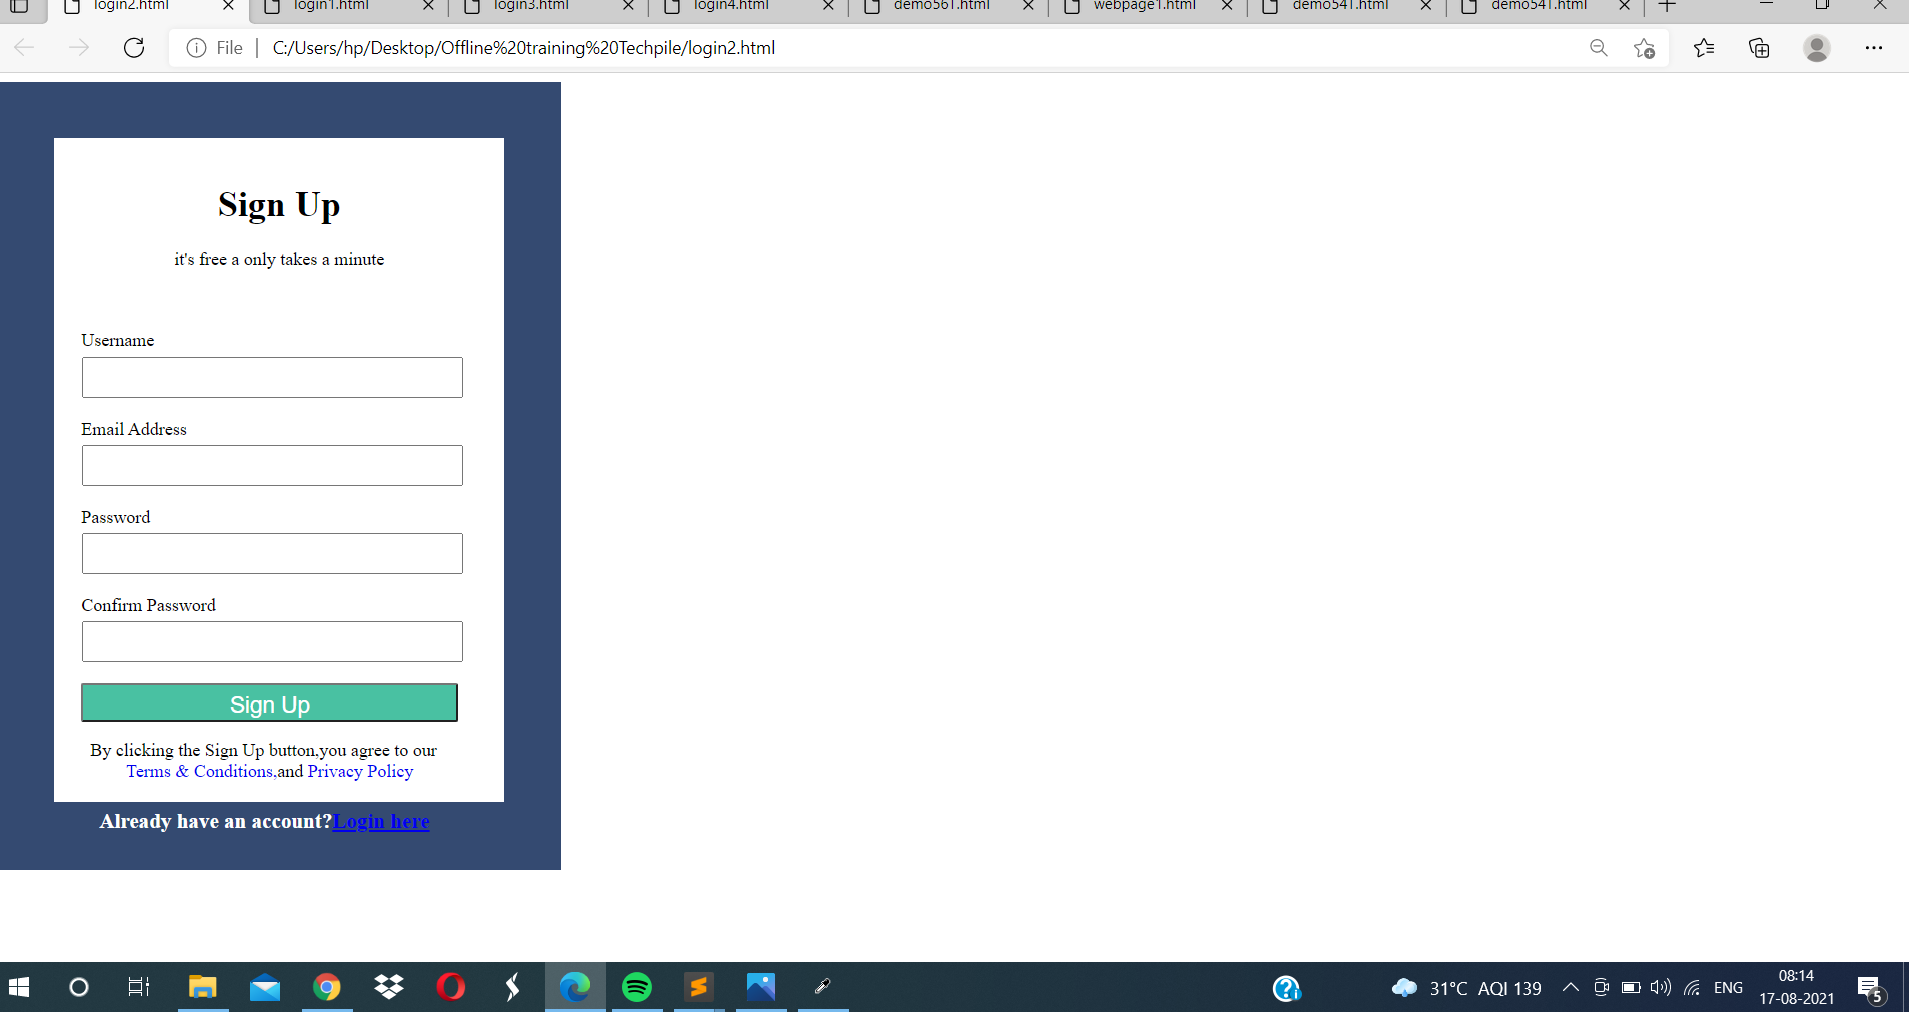 login2.html login1.html login3.html login4.html demo561.html webpage1.html demo541.html demo541.html
File C:/Users/hp/Desktop/Offline%20training%20Techpile/login2.html
Sign Up
it's free a only takes a minute
Username
Email Address
Password
Confirm Password
Sign Up
By clicking the Sign Up button,you agree to our
Terms & Conditions,and Privacy Policy
Already have an account?Login here
31°C AQI 139 ENG 08:14
17-08-2021 5